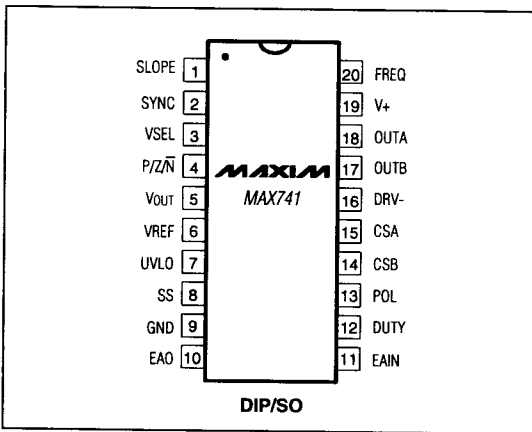 SLOPE 1 20 FREQ
SYNC 2 19 V+
VSEL 3 18 OUTA
P/Z/N̅ 4 MAXIM 17 OUTB
VOUT 5 MAX741 16 DRV-
VREF 6 15 CSA
UVLO 7 14 CSB
SS 8 13 POL
GND 9 12 DUTY
EAO 10 11 EAIN
DIP/SO